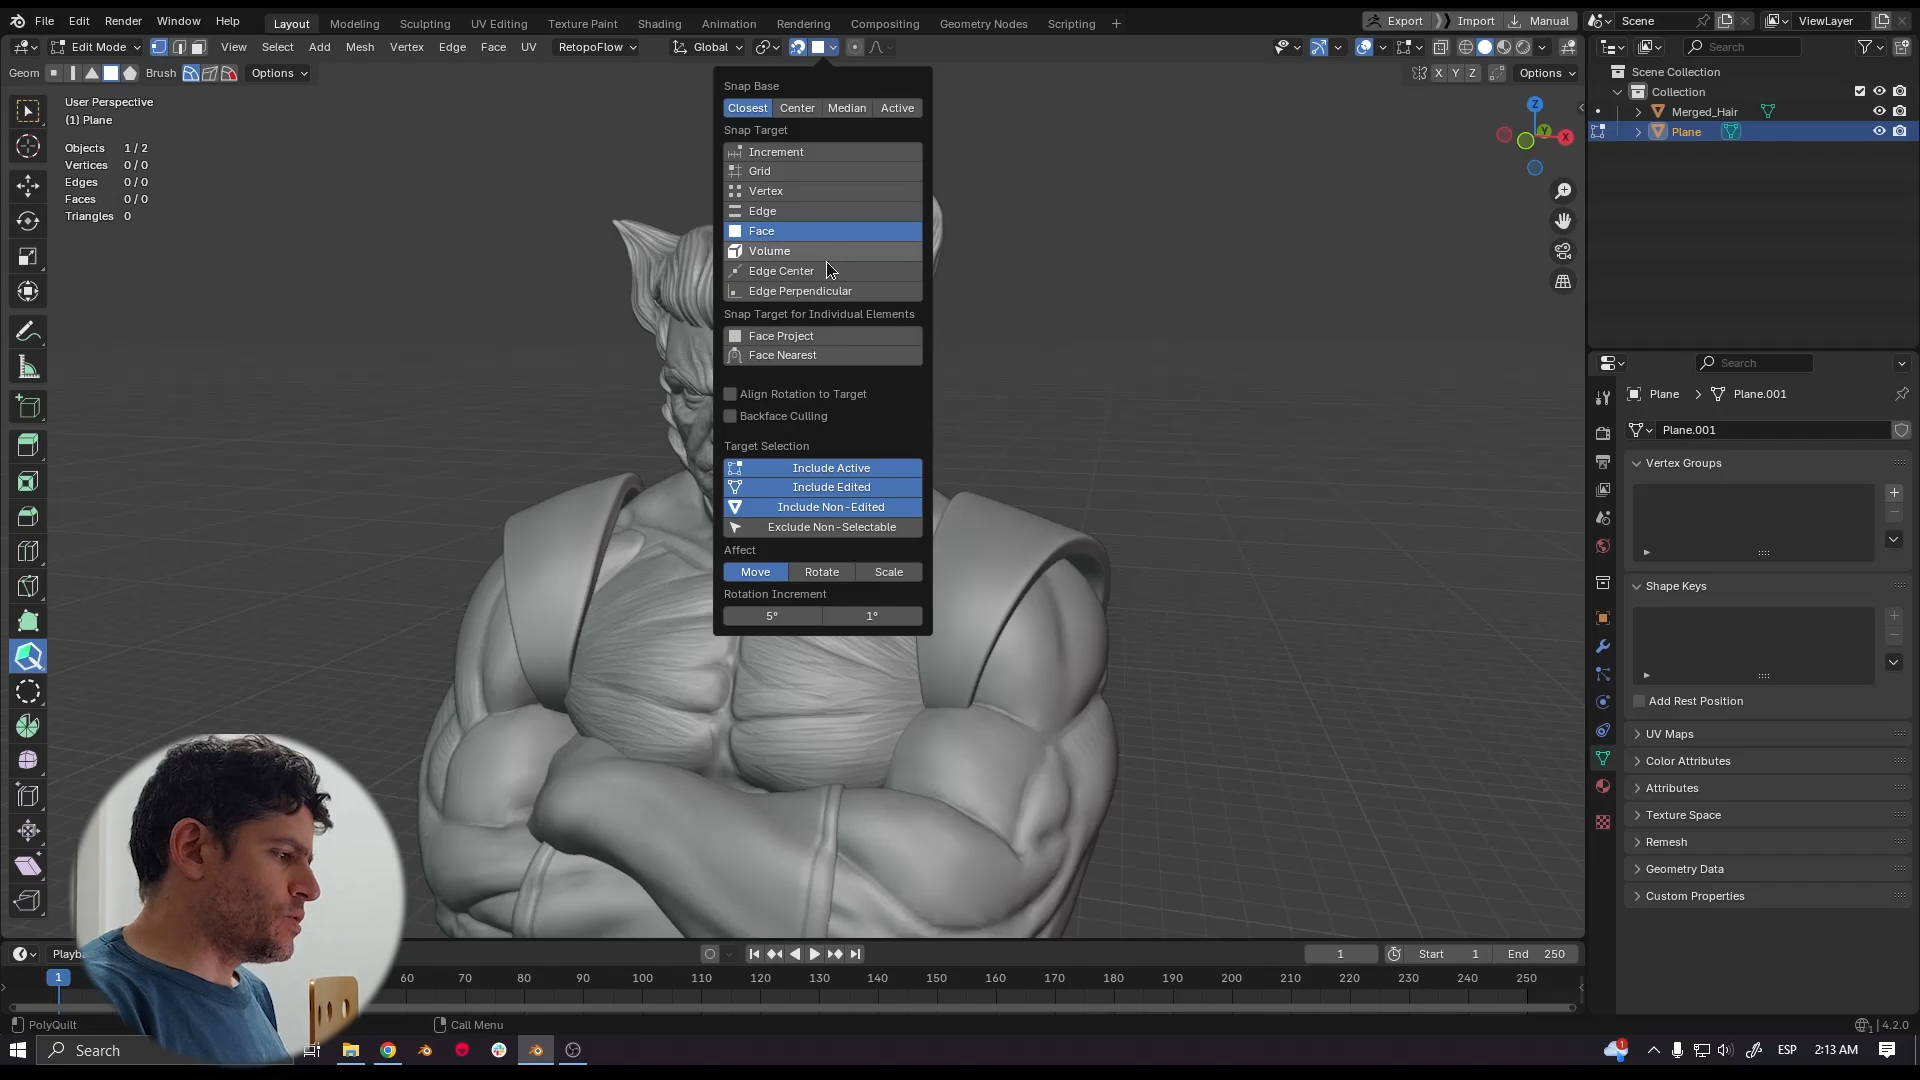 File Edit Render Window Help Layout Modeling Sculpting UV Editing Texture Paint Shading Animation Rendering Compositing Geometry Nodes Scripting + Export Import Manual Scene ViewLayer
Edit Mode View Select Add Mesh Vertex Edge Face UV RetopoFlow Global Search
Geom Brush Options X Y Z Options
User Perspective
(1) Plane
Objects 1 / 2
Vertices 0 / 0
Edges 0 / 0
Faces 0 / 0
Triangles 0
Snap Base
Closest Center Median Active
Snap Target
Increment
Grid
Vertex
Edge
Face
Volume
Edge Center
Edge Perpendicular
Snap Target for Individual Elements
Face Project
Face Nearest
Align Rotation to Target
Backface Culling
Target Selection
Include Active
Include Edited
Include Non-Edited
Exclude Non-Selectable
Affect
Move Rotate Scale
Rotation Increment
5° 1°
Z
Y
X
Scene Collection
Collection
Merged_Hair
Plane
Search
Plane > Plane.001
Plane.001
Vertex Groups
Shape Keys
Add Rest Position
UV Maps
Color Attributes
Attributes
Texture Space
Remesh
Geometry Data
Custom Properties
1 Start 1 End 250
1 60 70 80 90 100 110 120 130 140 150 160 170 180 190 200 210 220 230 240 250
PolyQuilt Call Menu 4.2.0
Search ESP 2:13 AM